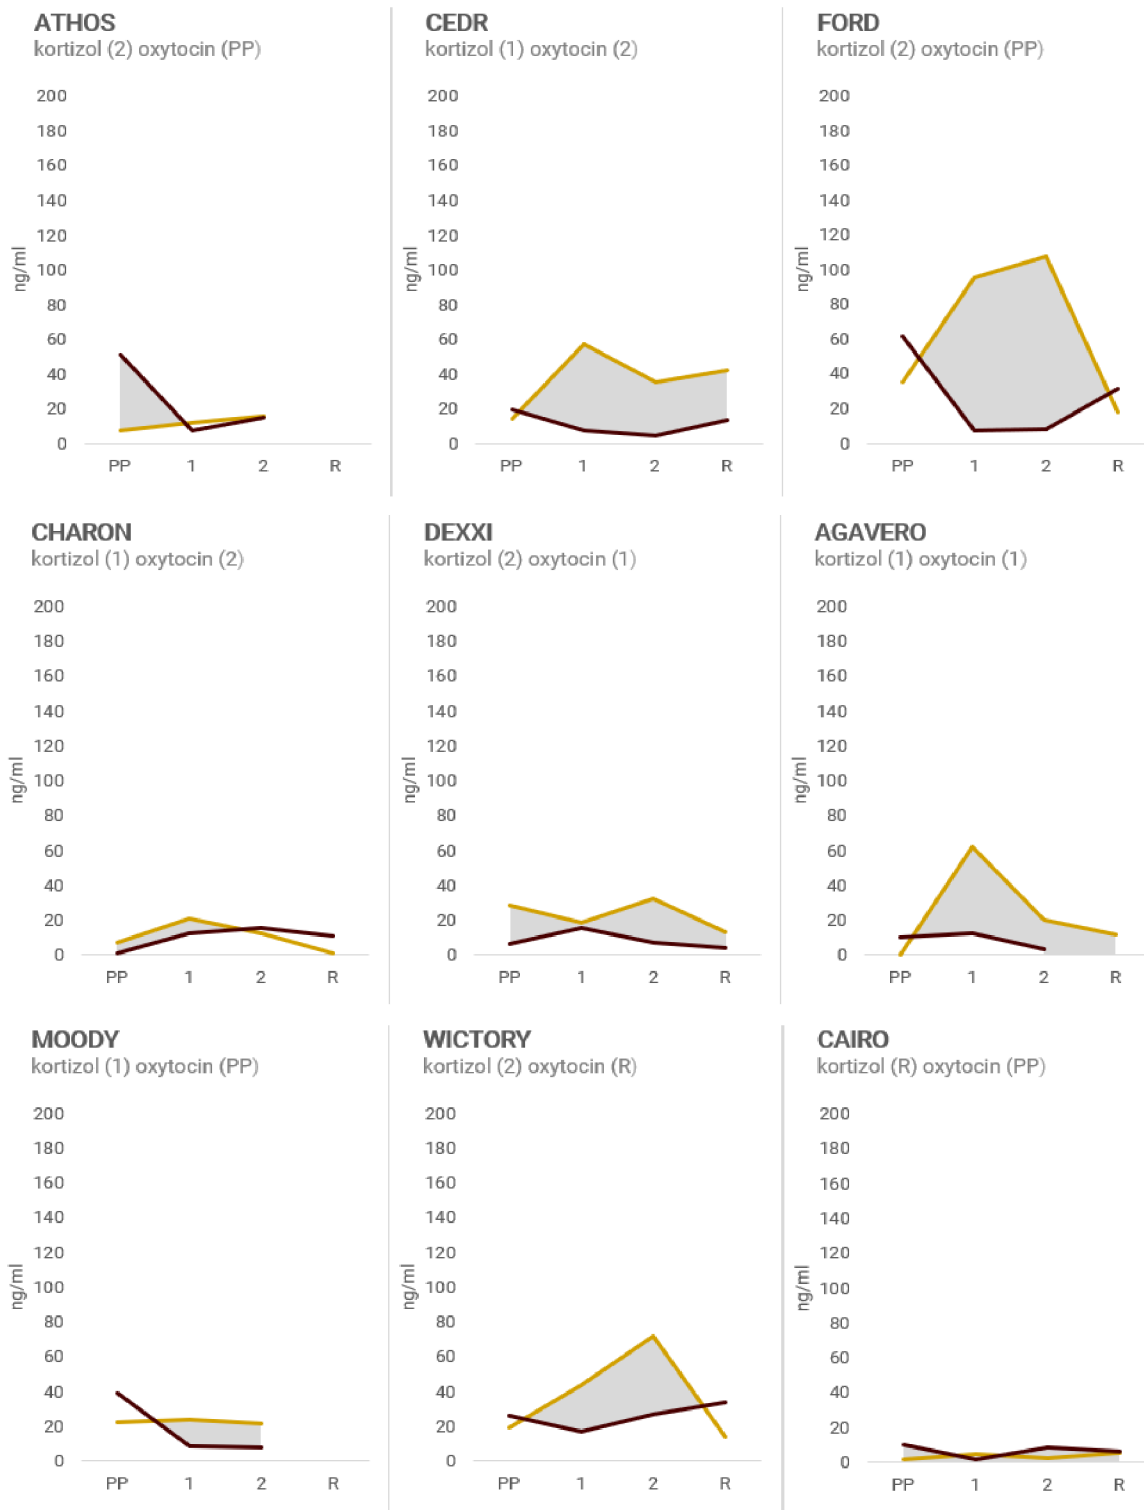 ATHOS
kortizol (2) oxytocin (PP)
200
180
160
140
120
100
80
60
40
20
0
ng/ml
PP 1 2 R
CEDR
kortizol (1) oxytocin (2)
200
180
160
140
120
100
80
60
40
20
0
ng/ml
PP 1 2 R
FORD
kortizol (2) oxytocin (PP)
200
180
160
140
120
100
80
60
40
20
0
ng/ml
PP 1 2 R
CHARON
kortizol (1) oxytocin (2)
200
180
160
140
120
100
80
60
40
20
0
ng/ml
PP 1 2 R
DEXXI
kortizol (2) oxytocin (1)
200
180
160
140
120
100
80
60
40
20
0
ng/ml
PP 1 2 R
AGAVERO
kortizol (1) oxytocin (1)
200
180
160
140
120
100
80
60
40
20
0
ng/ml
PP 1 2 R
MOODY
kortizol (1) oxytocin (PP)
200
180
160
140
120
100
80
60
40
20
0
ng/ml
PP 1 2 R
WICTORY
kortizol (2) oxytocin (R)
200
180
160
140
120
100
80
60
40
20
0
ng/ml
PP 1 2 R
CAIRO
kortizol (R) oxytocin (PP)
200
180
160
140
120
100
80
60
40
20
0
ng/ml
PP 1 2 R